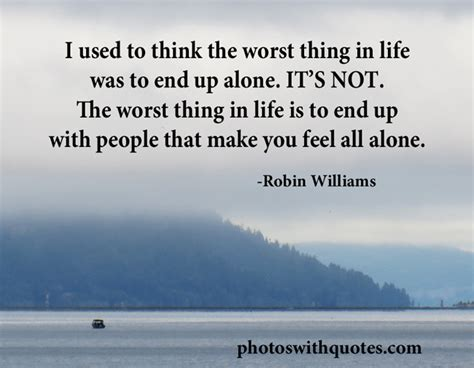 I used to think the worst thing in life
was to end up alone. IT'S NOT.
The worst thing in life is to end up
with people that make you feel all alone.
-Robin Williams
photoswithquotes.com